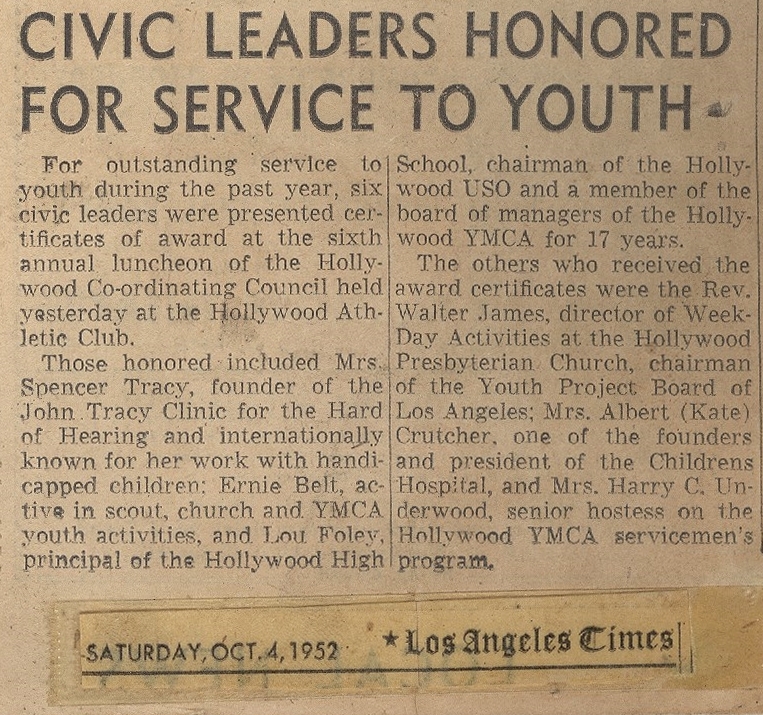 CIVIC LEADERS HONORED
FOR SERVICE TO YOUTH
For outstanding service to
youth during the past year, six
civic leaders were presented cer-
tificates of award at the sixth
annual luncheon of the Holly-
wood Co-ordinating Council held
yesterday at the Hollywood Ath-
letic Club.
Those honored included Mrs.
Spencer Tracy, founder of the
John Tracy Clinic for the Hard
of Hearing and internationally
known for her work with handi-
capped children; Ernie Belt, ac-
tive in scout, church and YMCA
youth activities, and Lou Foley,
principal of the Hollywood High
School, chairman of the Holly-
wood USO and a member of the
board of managers of the Holly-
wood YMCA for 17 years.
The others who received the
award certificates were the Rev.
Walter James, director of Week-
Day Activities at the Hollywood
Presbyterian Church, chairman
of the Youth Project Board of
Los Angeles; Mrs. Albert (Kate)
Crutcher, one of the founders
and president of the Childrens
Hospital, and Mrs. Harry C. Un-
derwood, senior hostess on the
Hollywood YMCA servicemen's
program.
SATURDAY, OCT. 4, 1952 ★ Los Angeles Times